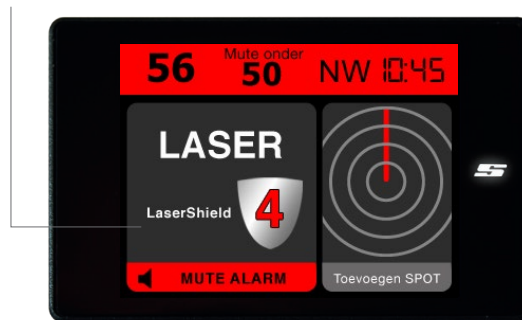 56 Mute onder 50 NW 10:45
LASER
LaserShield 4
MUTE ALARM
Toevoegen SPOT